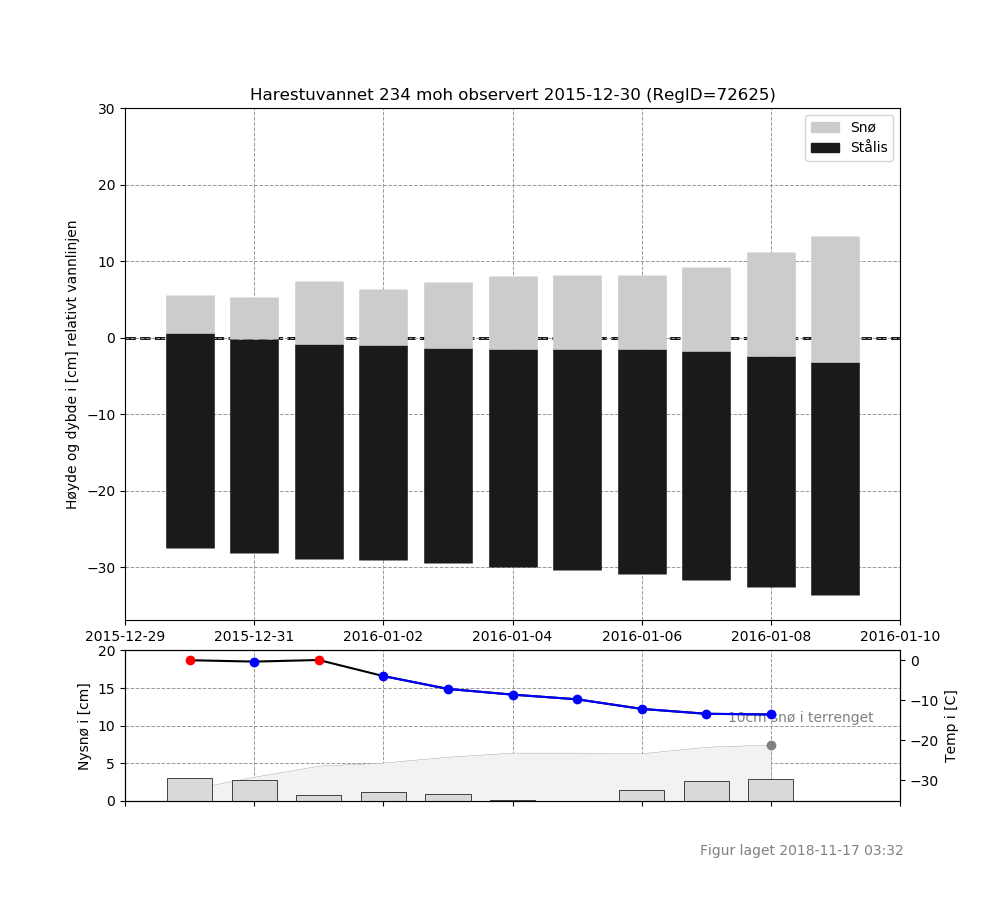 Harestuvannet 234 moh observert 2015-12-30 (RegID=72625)
Snø
Stålis
Høyde og dybde i [cm] relativt vannlinjen
30
20
10
0
−10
−20
−30
2015-12-29 2015-12-31 2016-01-02 2016-01-04 2016-01-06 2016-01-08 2016-01-10
Nysnø i [cm]
20
15
10
5
0
10cm snø i terrenget
0
−10
−20
−30
Temp i [C]
Figur laget 2018-11-17 03:32